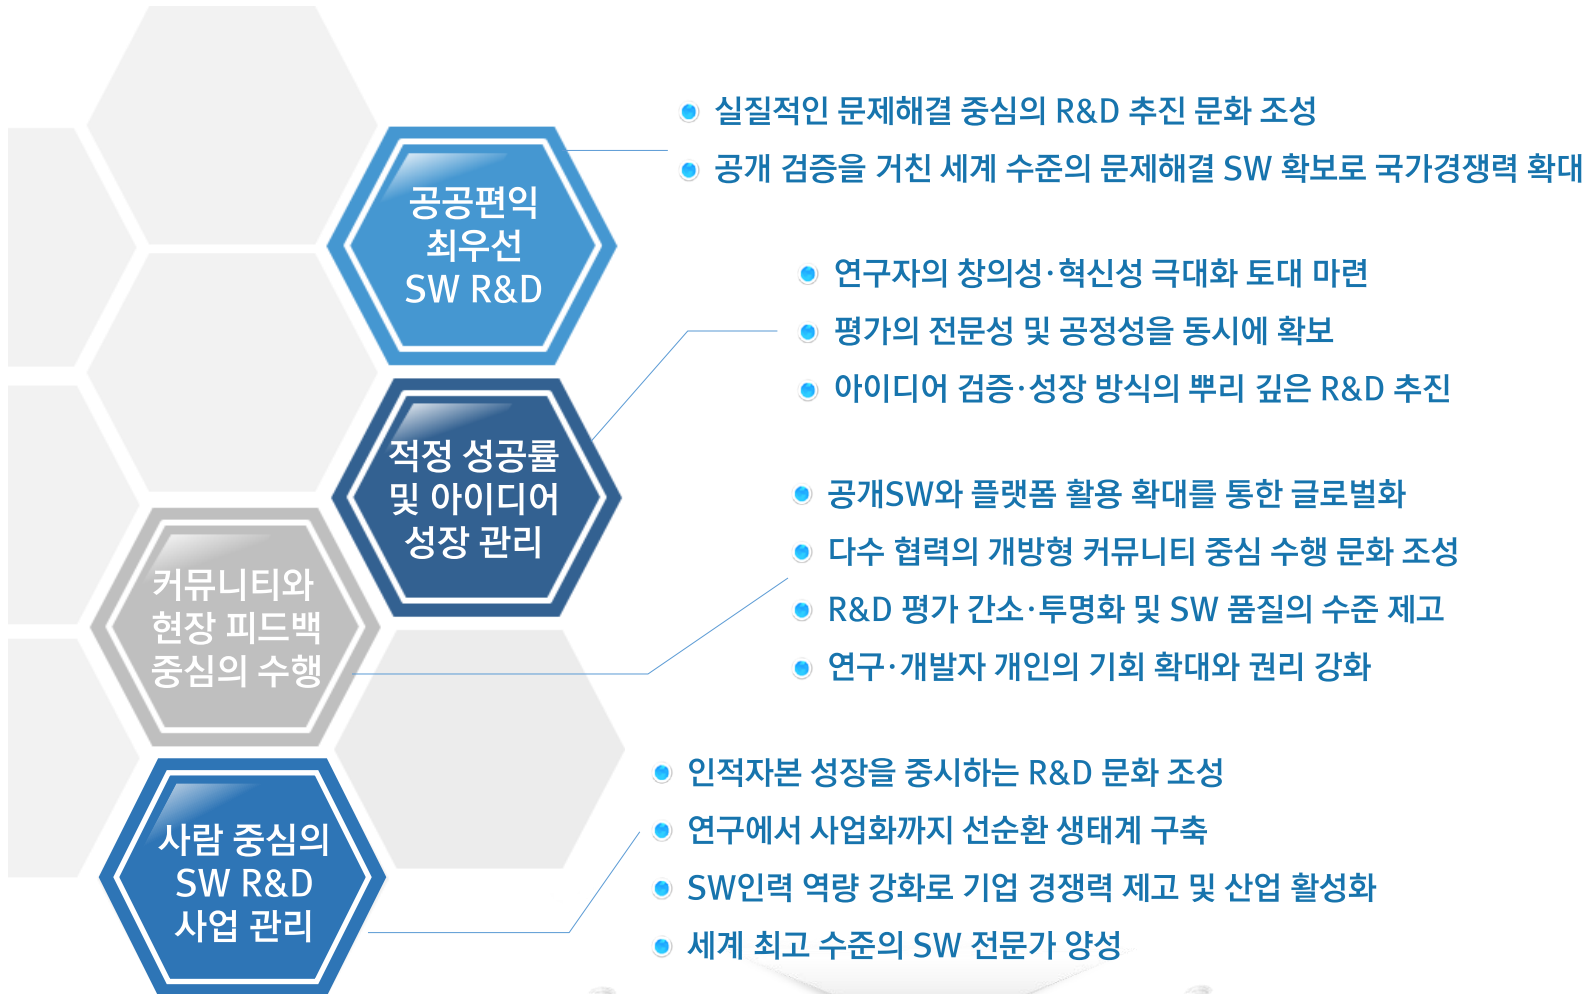 공공편익
최우선
SW R&D
실질적인 문제해결 중심의 R&D 추진 문화 조성
공개 검증을 거친 세계 수준의 문제해결 SW 확보로 국가경쟁력 확대
적정 성공률
및 아이디어
성장 관리
연구자의 창의성·혁신성 극대화 토대 마련
평가의 전문성 및 공정성을 동시에 확보
아이디어 검증·성장 방식의 뿌리 깊은 R&D 추진
커뮤니티와
현장 피드백
중심의 수행
공개SW와 플랫폼 활용 확대를 통한 글로벌화
다수 협력의 개방형 커뮤니티 중심 수행 문화 조성
R&D 평가 간소·투명화 및 SW 품질의 수준 제고
연구·개발자 개인의 기회 확대와 권리 강화
사람 중심의
SW R&D
사업 관리
인적자본 성장을 중시하는 R&D 문화 조성
연구에서 사업화까지 선순환 생태계 구축
SW인력 역량 강화로 기업 경쟁력 제고 및 산업 활성화
세계 최고 수준의 SW 전문가 양성